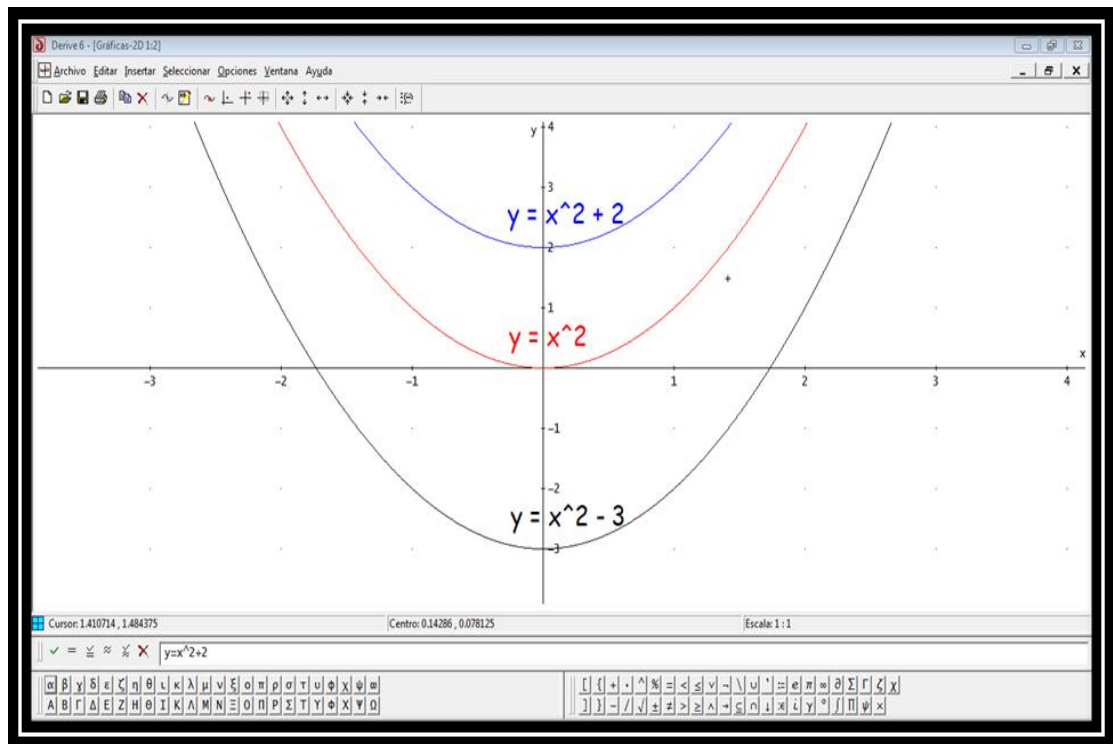 Derive 6 - [Gráficas-2D 1:2]
Archivo Editar Insertar Seleccionar Opciones Ventana Ayuda
y 4
3
y = x^2 + 2
2
1
y = x^2
x
-3 -2 -1 1 2 3 4
-1
-2
y = x^2 - 3
-3
Cursor: 1.410714 , 1.484375 Centro: 0.14286 , 0.078125 Escala: 1 : 1
y=x^2+2
α β γ δ ε ζ η θ ι κ λ μ ν ξ ο π ρ σ τ υ φ χ ψ ω
Α Β Γ Δ Ε Ζ Η Θ Ι Κ Λ Μ Ν Ξ Ο Π Ρ Σ Τ Υ Φ Χ Ψ Ω